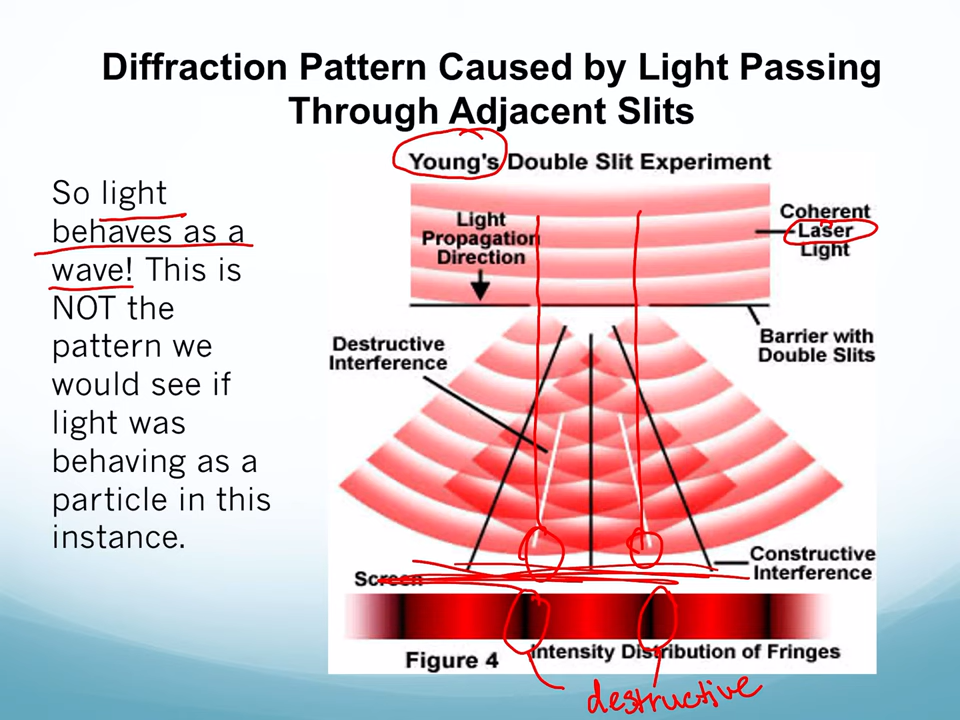 Diffraction Pattern Caused by Light Passing
Through Adjacent Slits
So light
behaves as a
wave! This is
NOT the
pattern we
would see if
light was
behaving as a
particle in this
instance.
Young's Double Slit Experiment
Light
Propagation
Direction
Coherent
Laser
Light
Barrier with
Double Slits
Destructive
Interference
Constructive
Interference
Screen
Intensity Distribution of Fringes
Figure 4
destructive